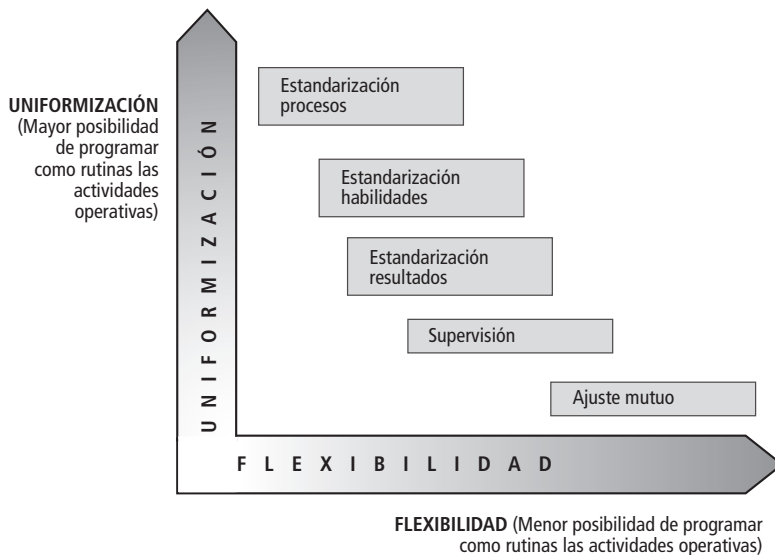 UNIFORMIZACIÓN
(Mayor posibilidad
de programar
como rutinas las
actividades
operativas)
UNIFORMIZACIÓN
Estandarización
procesos
Estandarización
habilidades
Estandarización
resultados
Supervisión
Ajuste mutuo
FLEXIBILIDAD
FLEXIBILIDAD (Menor posibilidad de programar
como rutinas las actividades operativas)